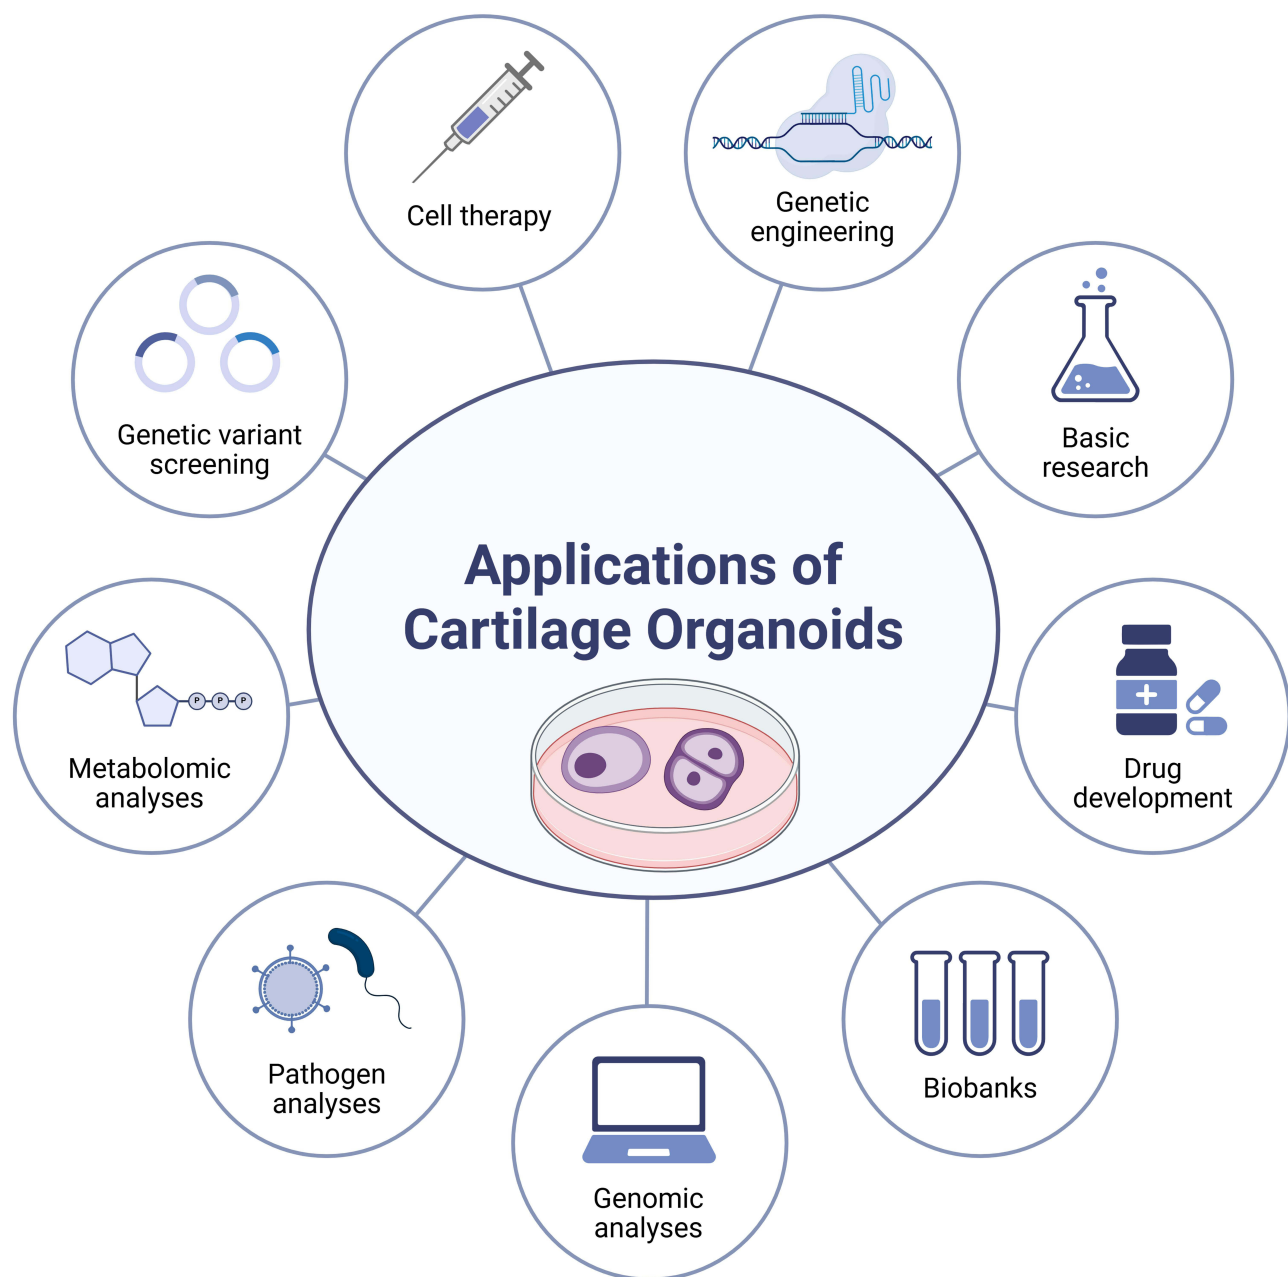 Cell therapy
Genetic
engineering
Genetic variant
screening
Basic
research
Applications of
Cartilage Organoids
Metabolomic
analyses
P P P
Drug
development
Pathogen
analyses
Biobanks
Genomic
analyses